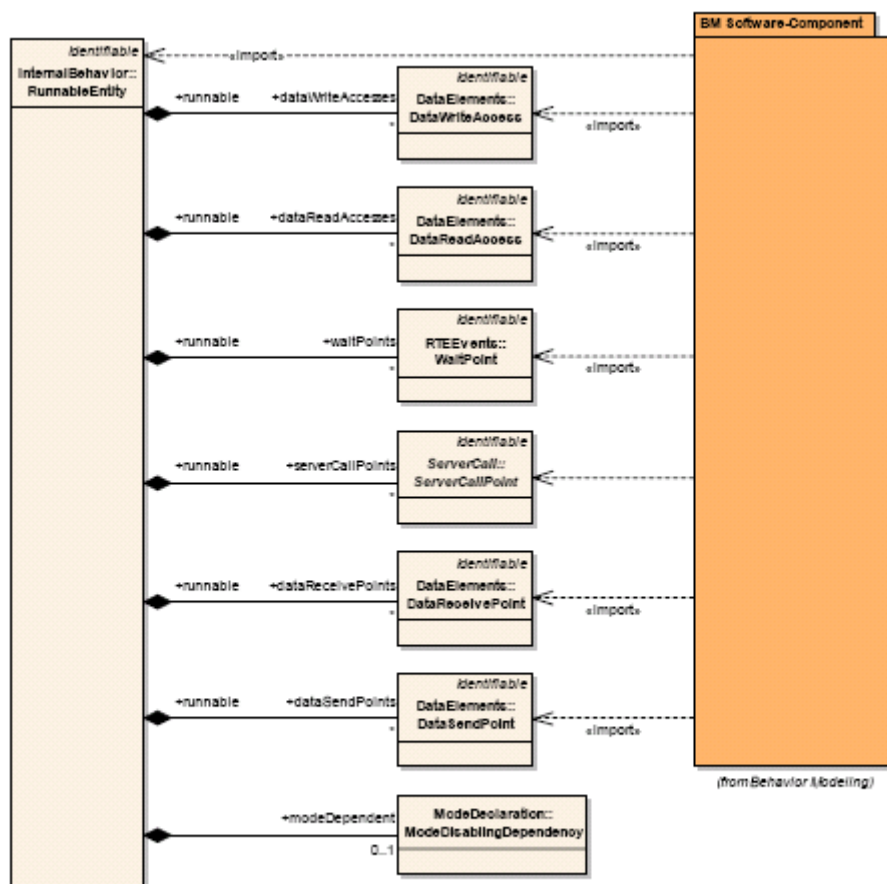 BM Software-Component
Identifiable
InternalBehavior::
RunnableEntity
«import»
+runnable
+dataWriteAccesses
*
Identifiable
DataElements::
DataWriteAccess
«import»
+runnable
+dataReadAccesses
*
Identifiable
DataElements::
DataReadAccess
«import»
+runnable
+waitPoints
*
Identifiable
RTEEvents::
WaitPoint
«import»
+runnable
+serverCallPoints
*
Identifiable
ServerCall::
ServerCallPoint
+runnable
+dataReceivePoints
*
Identifiable
DataElements::
DataReceivePoint
«import»
+runnable
+dataSendPoints
*
Identifiable
DataElements::
DataSendPoint
«import»
(from Behavior Modeling)
+modeDependent
0..1
ModeDeclaration::
ModeDisablingDependency